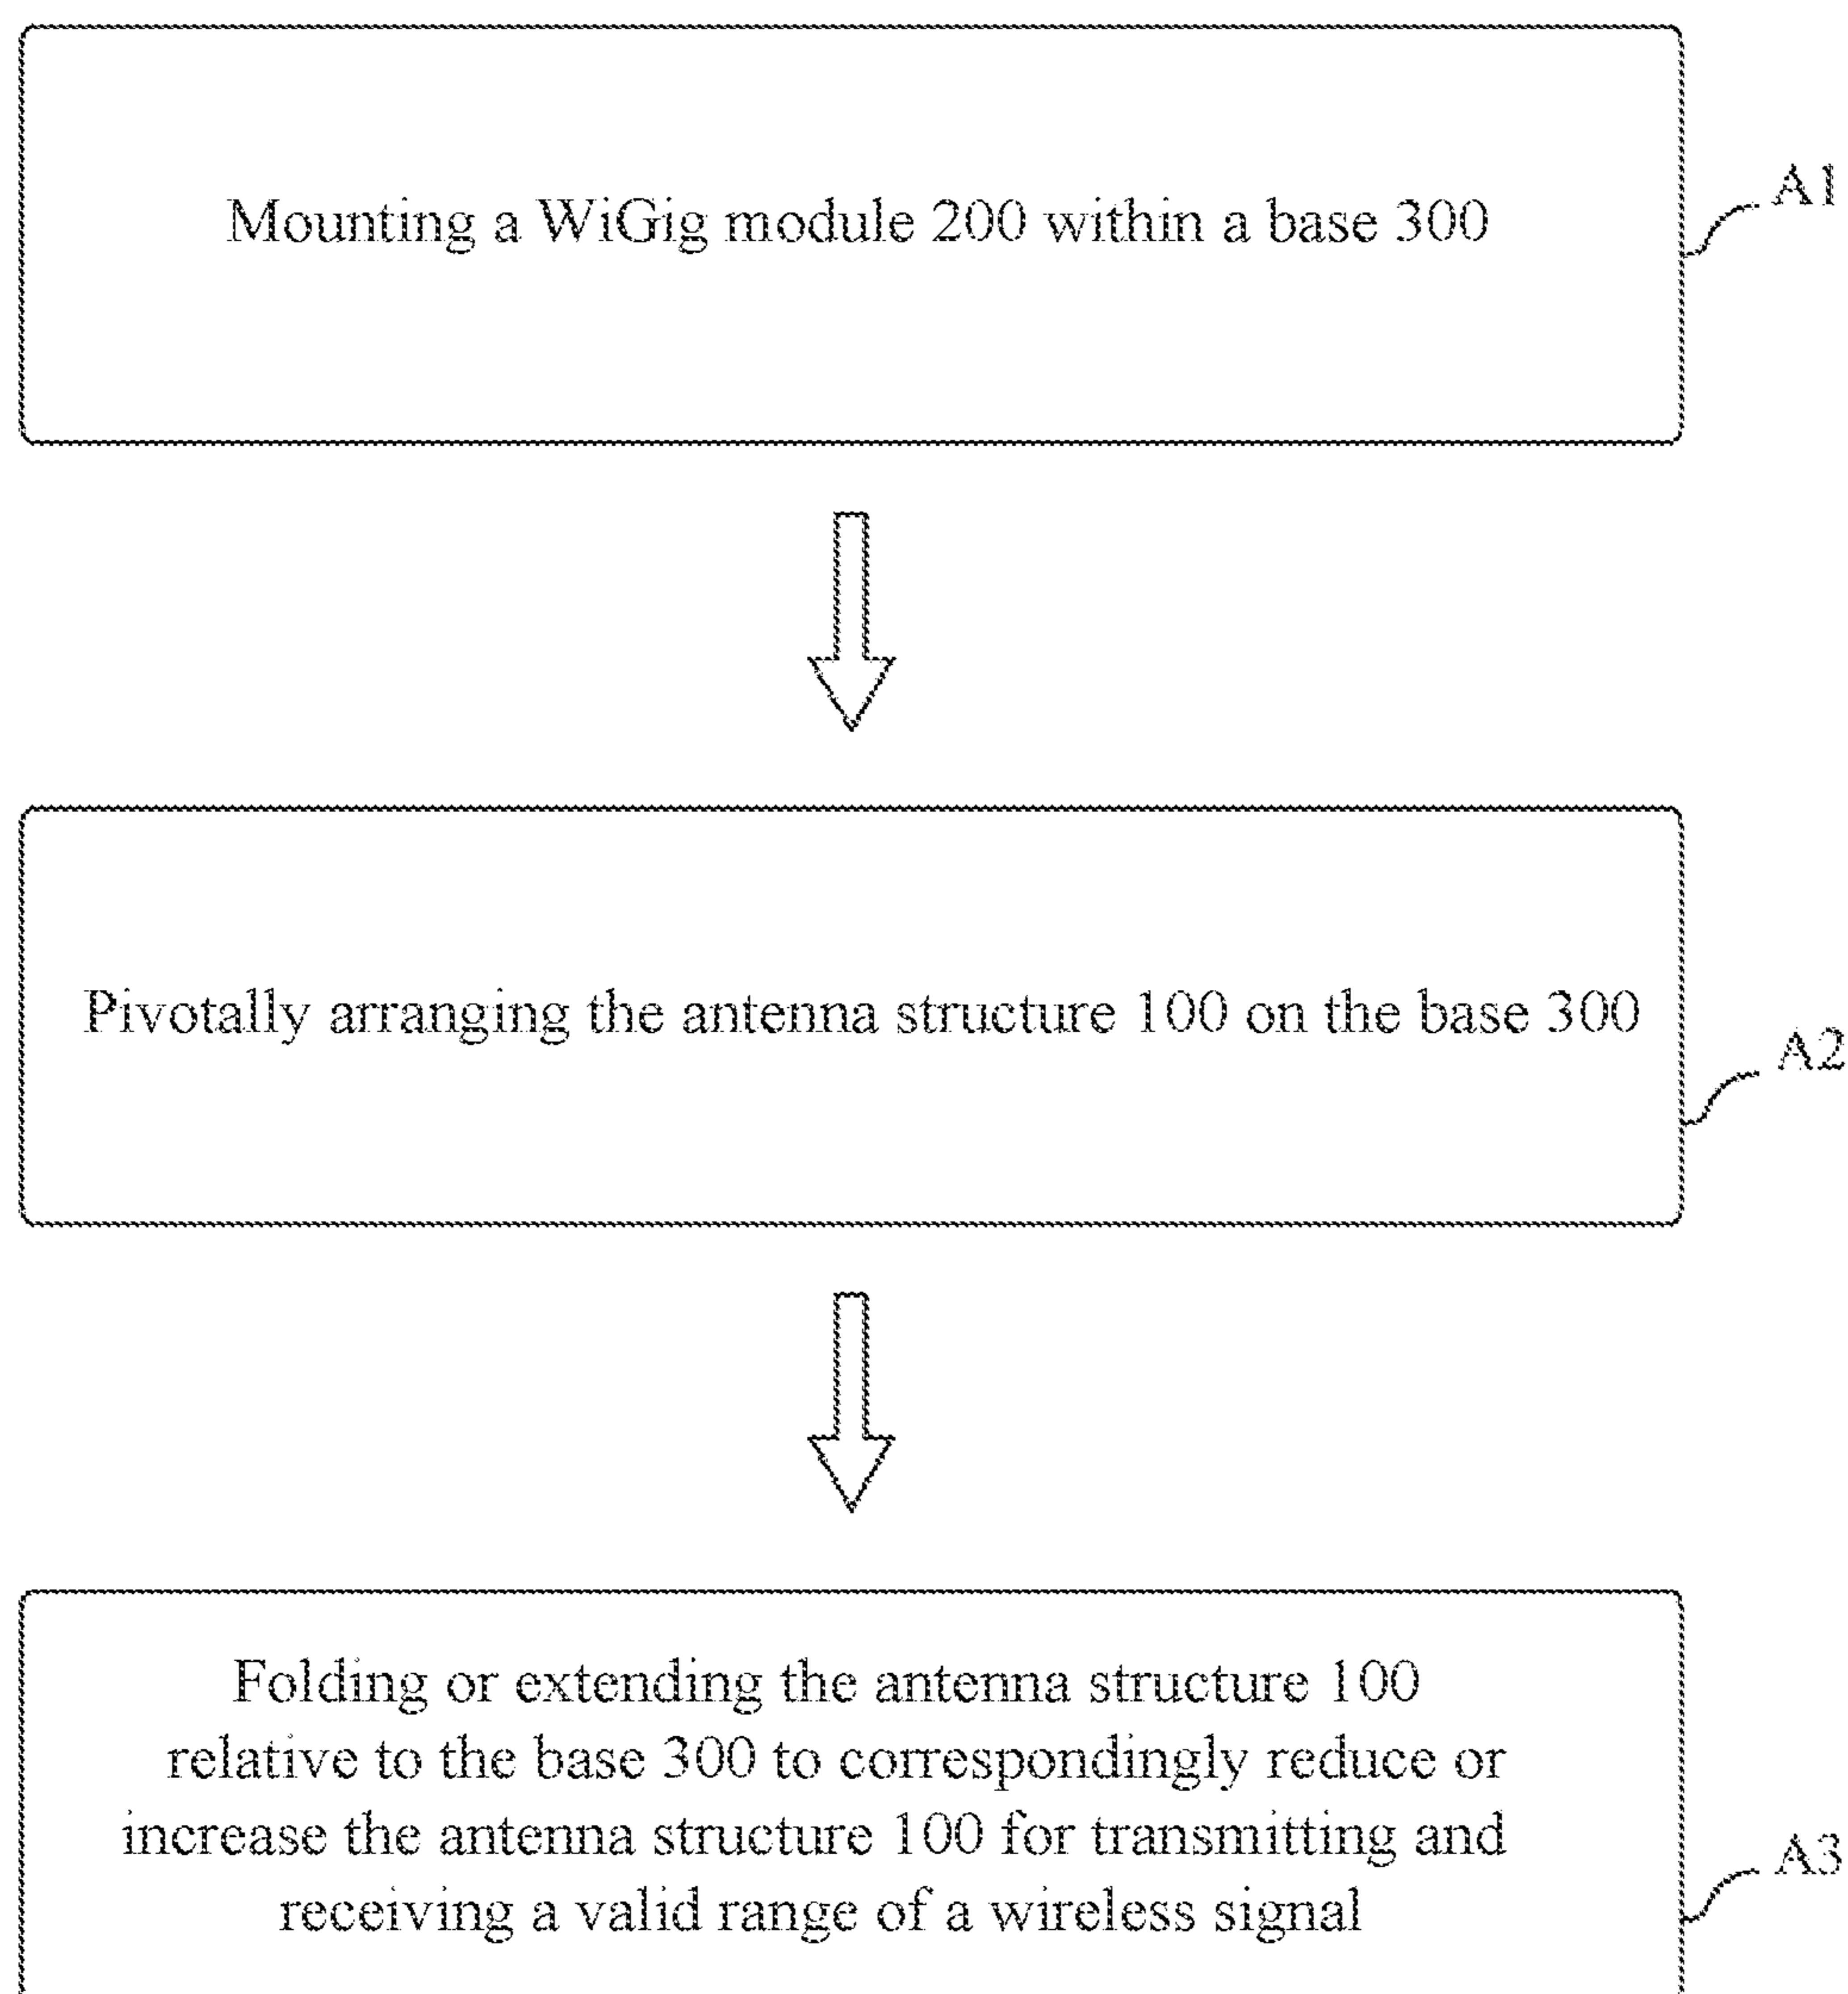 Mounting a WiGig module 200 within a base 300
A1
Pivotally arranging the antenna structure 100 on the base 300
A2
Folding or extending the antenna structure 100
relative to the base 300 to correspondingly reduce or
increase the antenna structure 100 for transmitting and
receiving a valid range of a wireless signal
A3